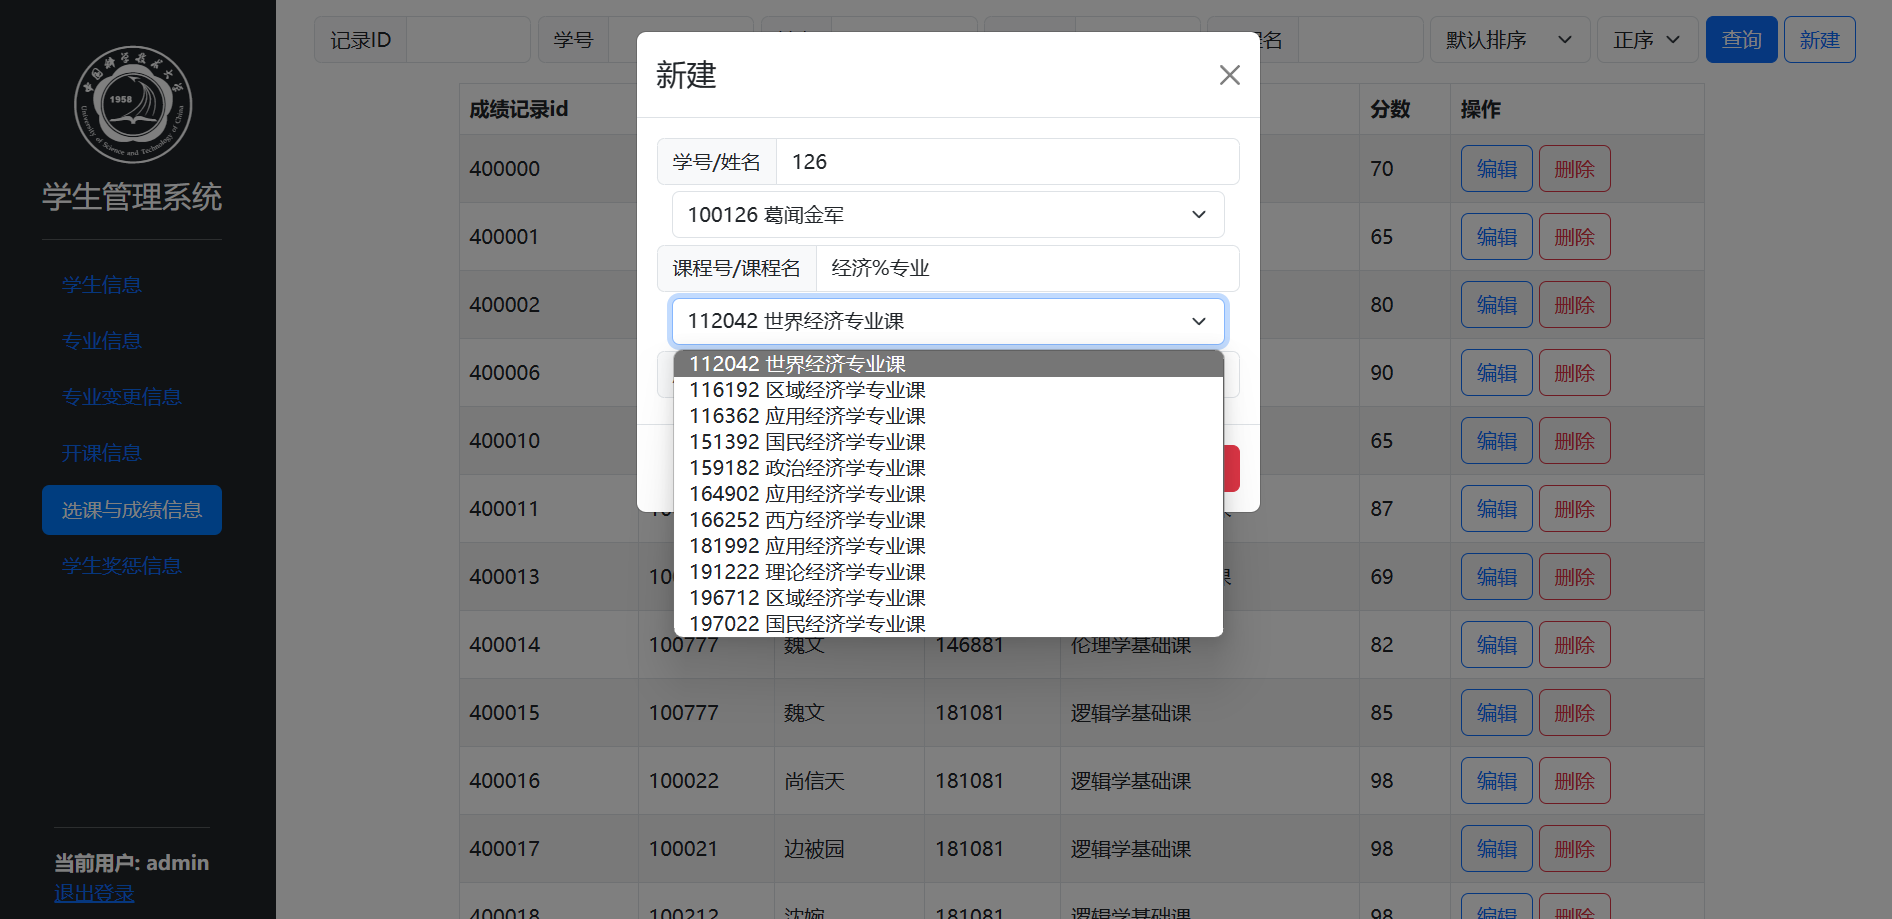 中国科学技术大学
1958
University of Science and Technology of China
学生管理系统
学生信息
专业信息
专业变更信息
开课信息
选课与成绩信息
学生奖惩信息
当前用户: admin
退出登录
记录ID
学号
名
默认排序
正序
查询
新建
成绩记录id
分数
操作
400000
70
编辑
删除
400001
65
编辑
删除
400002
80
编辑
删除
400006
90
编辑
删除
400010
65
编辑
删除
400011
87
编辑
删除
400013
69
编辑
删除
400014
100777
魏文
146881
伦理学基础课
82
编辑
删除
400015
100777
魏文
181081
逻辑学基础课
85
编辑
删除
400016
100022
尚信天
181081
逻辑学基础课
98
编辑
删除
400017
100021
边被园
181081
逻辑学基础课
98
编辑
删除
400018
100212
沈婉
181081
逻辑学基础课
98
编辑
删除
新建
学号/姓名
126
100126 葛闻金军
课程号/课程名
经济%专业
112042 世界经济专业课
112042 世界经济专业课
116192 区域经济学专业课
116362 应用经济学专业课
151392 国民经济学专业课
159182 政治经济学专业课
164902 应用经济学专业课
166252 西方经济学专业课
181992 应用经济学专业课
191222 理论经济学专业课
196712 区域经济学专业课
197022 国民经济学专业课